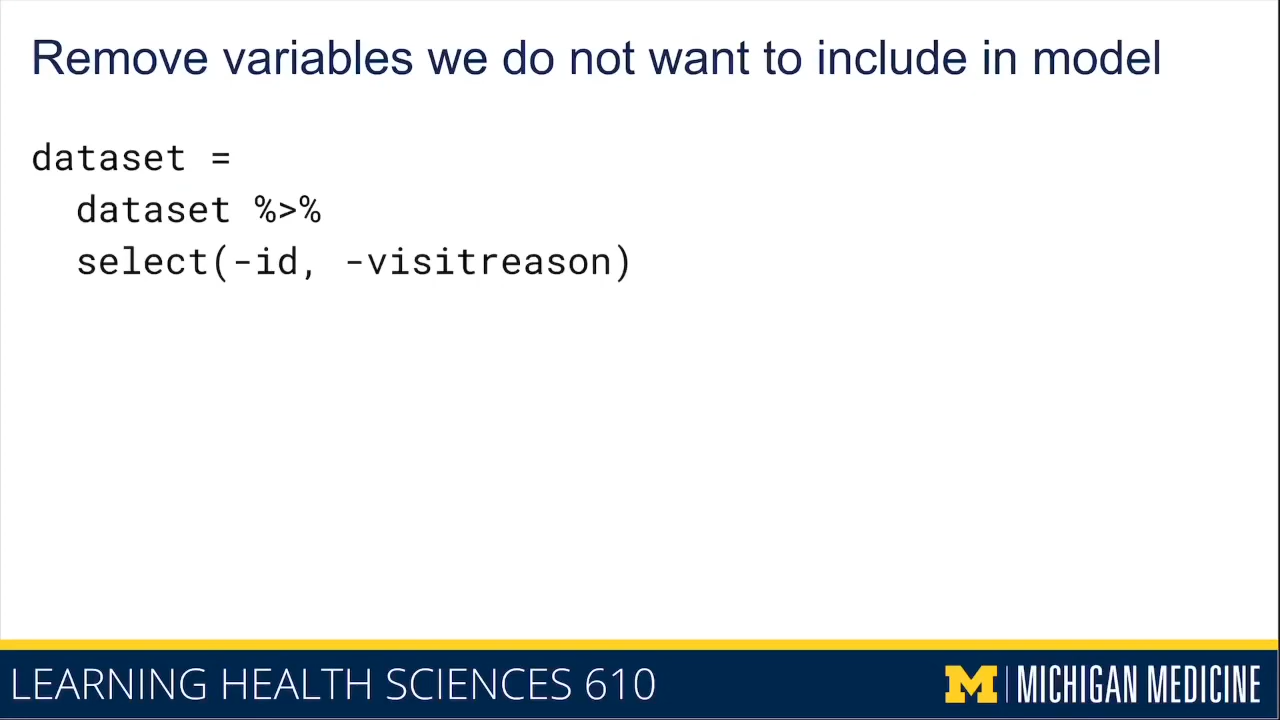 Remove variables we do not want to include in model
dataset =
dataset %>%
select(-id, -visitreason)
LEARNING HEALTH SCIENCES 610
M | MICHIGAN MEDICINE